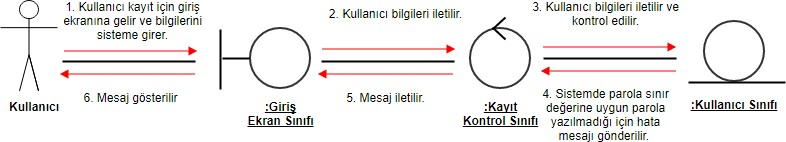 1. Kullanıcı kayıt için giriş
ekranına gelir ve bilgilerini
sisteme girer.
2. Kullanıcı bilgileri iletilir.
3. Kullanıcı bilgileri iletilir ve
kontrol edilir.
Kullanıcı
6. Mesaj gösterilir
:Giriş
Ekran Sınıfı
5. Mesaj iletilir.
:Kayıt
Kontrol Sınıfı
4. Sistemde parola sınır
değerine uygun parola
yazılmadığı için hata
mesajı gönderilir.
:Kullanıcı Sınıfı